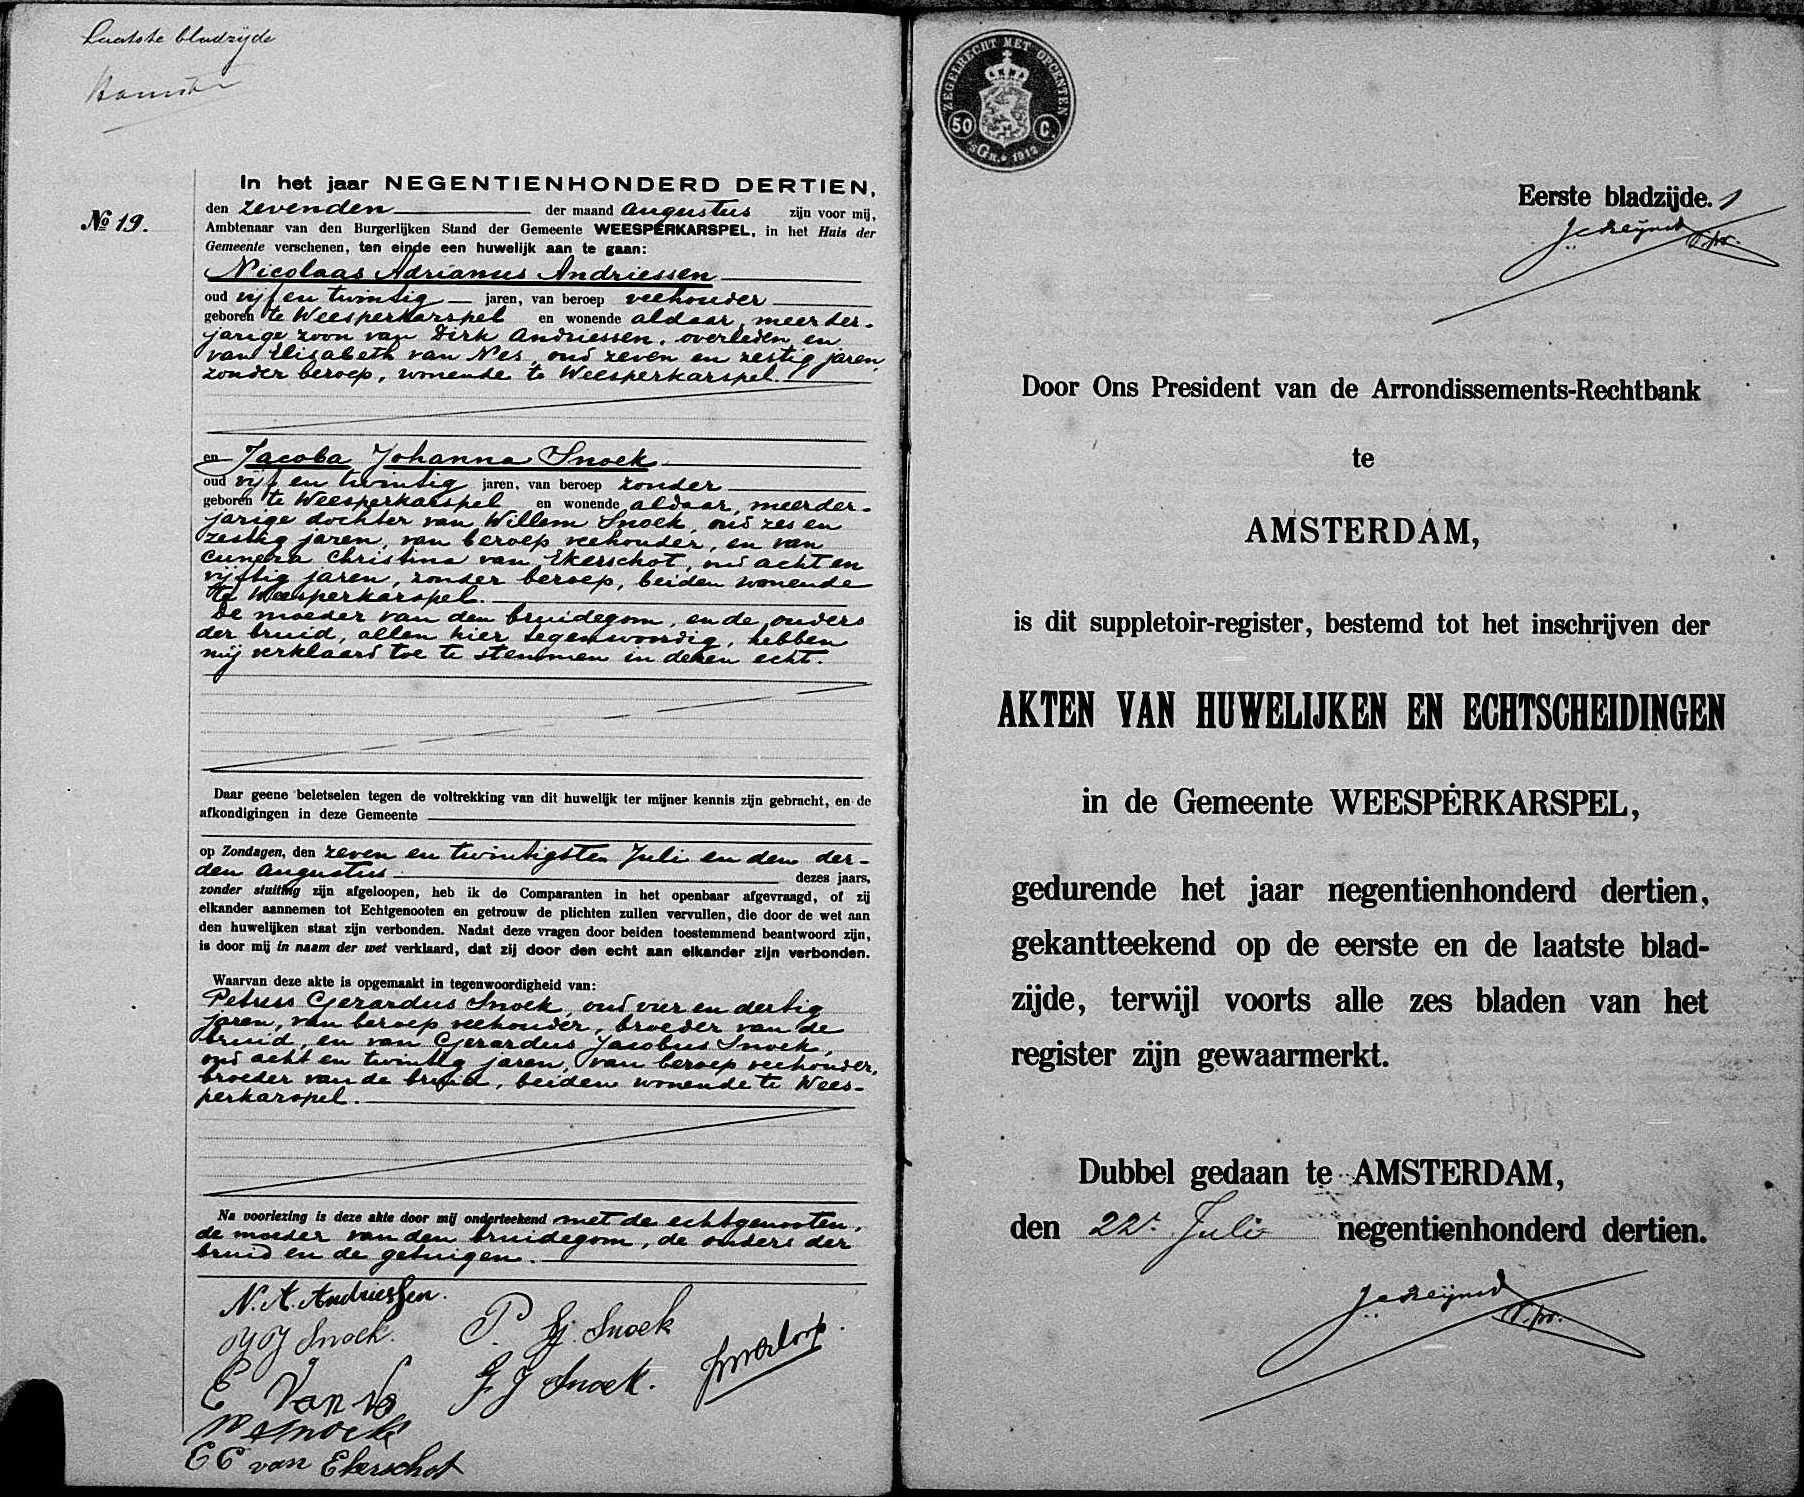 Laatste bladzijde
No 19.
In het jaar NEGENTIENHONDERD DERTIEN,
den zevenden der maand Augustus zijn voor mij,
Ambtenaar van den Burgerlijken Stand der Gemeente WEESPERKARSPEL, in het Huis der
Gemeente verschenen, ten einde een huwelijk aan te gaan:
Nicolaas Adrianus Andriessen
oud vijf en twintig jaren, van beroep veehouder
geboren te Weesperkarspel en wonende aldaar, meerder-
jarige zoon van Dirk Andriessen, overleden, en
van Elisabeth van Nes, oud zeven en zestig jaren,
zonder beroep, wonende te Weesperkarspel.
en Jacoba Johanna Snoek
oud vijf en twintig jaren, van beroep zonder
geboren te Weesperkarspel en wonende aldaar, meerder-
jarige dochter van Willem Snoek, oud zes en
zestig jaren, van beroep veehouder, en van
Cunera Christina van Ekerschot, oud acht en
vijftig jaren, zonder beroep, beiden wonende
te Weesperkarspel.
De moeder van den bruidegom, en de ouders
der bruid, allen hier tegenwoordig, hebben
mij verklaard toe te stemmen in dezen echt.
Daar geene beletselen tegen de voltrekking van dit huwelijk ter mijner kennis zijn gebracht, en de
afkondigingen in deze Gemeente
op Zondagen, den zeven en twintigsten Juli en den der-
den Augustus dezes jaars,
zonder stuiting zijn afgeloopen, heb ik de Comparanten in het openbaar afgevraagd, of zij
elkander aannemen tot Echtgenooten en getrouw de plichten zullen vervullen, die door de wet aan
den huwelijken staat zijn verbonden. Nadat deze vragen door beiden toestemmend beantwoord zijn,
is door mij in naam der wet verklaard, dat zij door den echt aan elkander zijn verbonden.
Waarvan deze akte is opgemaakt in tegenwoordigheid van:
Petrus Gerardus Snoek, oud vier en dertig
jaren, van beroep veehouder, broeder van de
bruid, en van Gerardus Jacobus Snoek,
oud acht en twintig jaren, van beroep veehouder,
broeder van de bruid, beiden wonende te Wees-
perkarspel.
Na voorlezing is deze akte door mij onderteekend met de echtgenooten,
de moeder van den bruidegom, de ouders der
bruid en de getuigen.
N. A. Andriessen.
J J Snoek.
P. G. Snoek
E Van Nes
G J Snoek.
W Snoek
C C van Ekerschot
ZEGELRECHT MET OPCENTEN
50 C.
'sGR. 1912
Eerste bladzijde. 1
Door Ons President van de Arrondissements-Rechtbank
te
AMSTERDAM,
is dit suppletoir-register, bestemd tot het inschrijven der
AKTEN VAN HUWELIJKEN EN ECHTSCHEIDINGEN
in de Gemeente WEESPERKARSPEL,
gedurende het jaar negentienhonderd dertien,
gekantteekend op de eerste en de laatste blad-
zijde, terwijl voorts alle zes bladen van het
register zijn gewaarmerkt.
Dubbel gedaan te AMSTERDAM,
den 22. Juli negentienhonderd dertien.